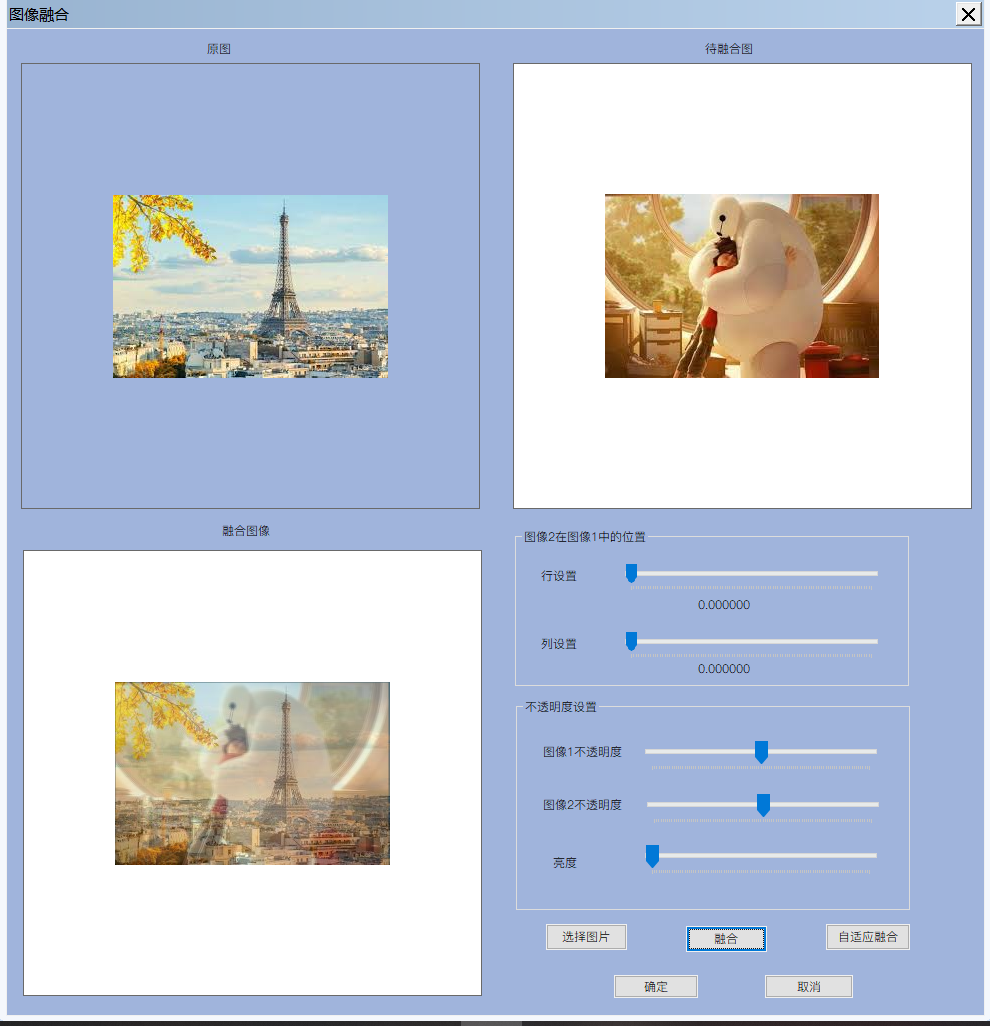 图像融合
原图
待融合图
融合图像
图像2在图像1中的位置
行设置
0.000000
列设置
0.000000
不透明度设置
图像1不透明度
图像2不透明度
亮度
选择图片
融合
自适应融合
确定
取消